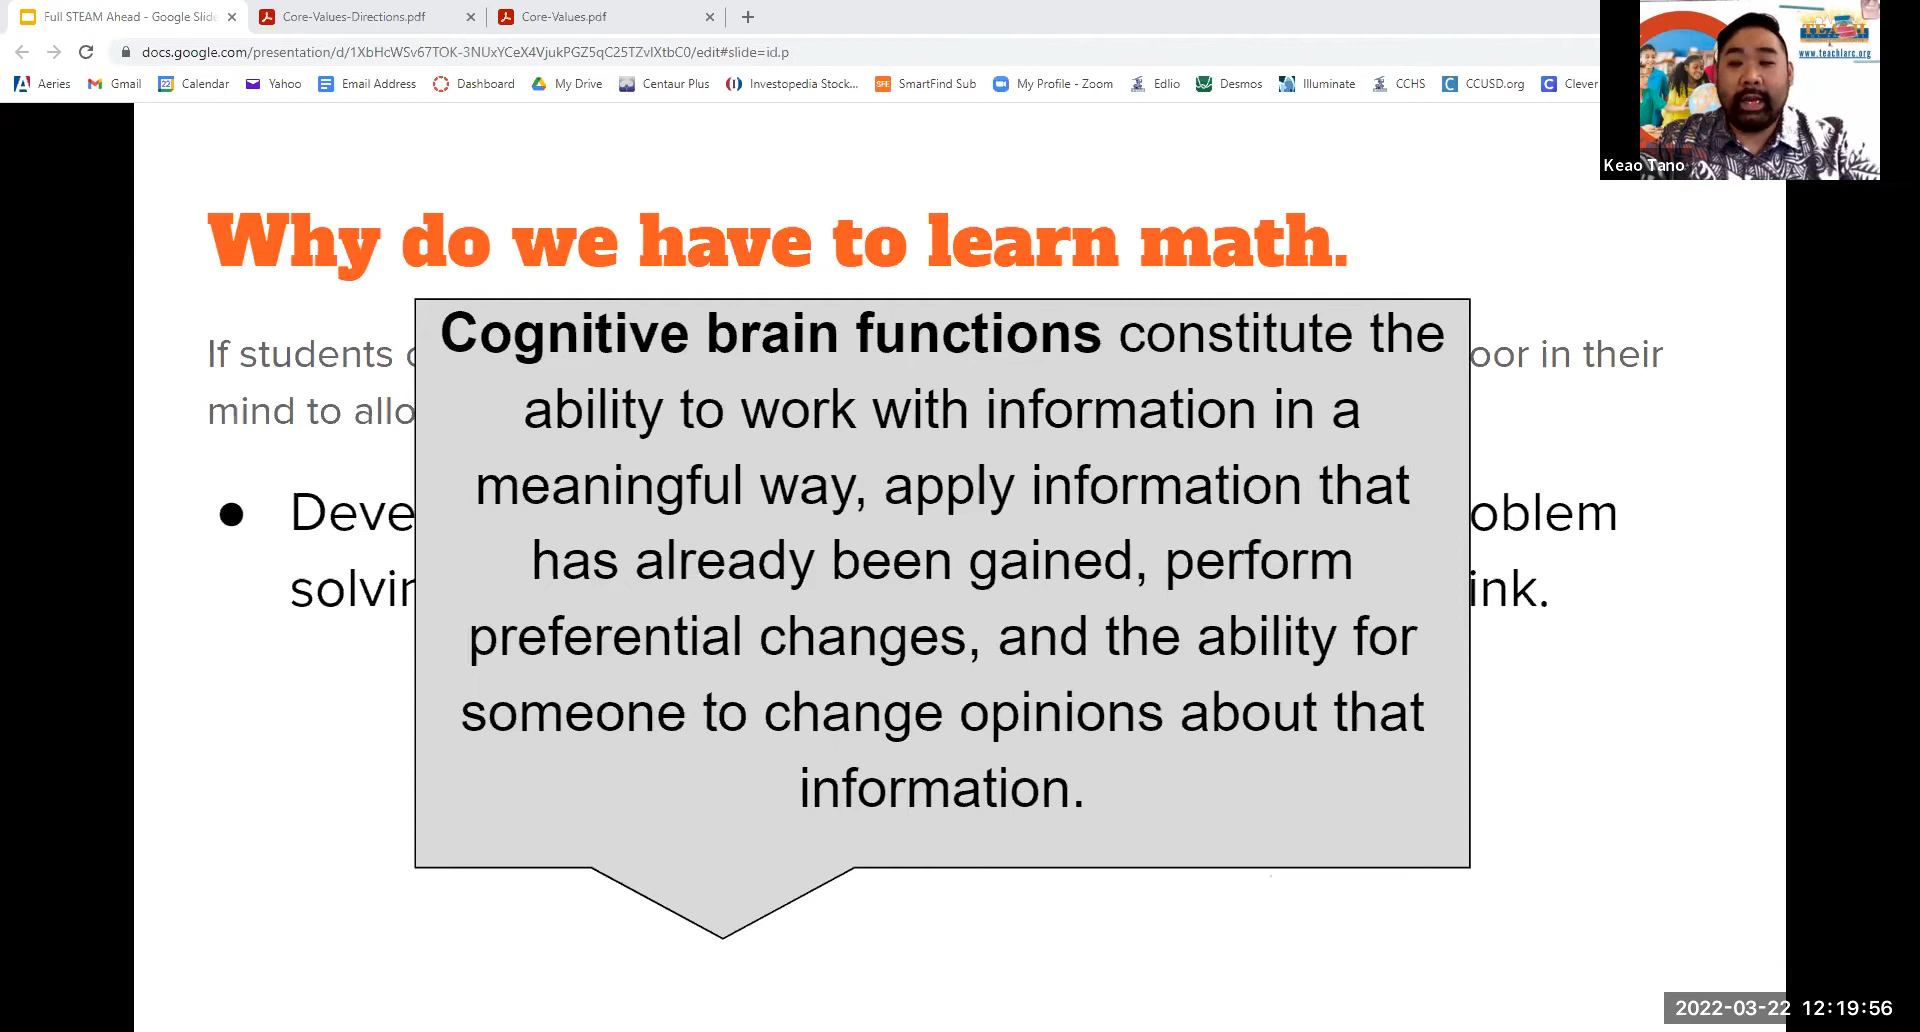 Full STEAM Ahead - Google Slide
Core-Values-Directions.pdf
Core-Values.pdf
docs.google.com/presentation/d/1XbHcWSv67TOK-3NUxYCeX4VjukPGZ5qC25TZvlXtbC0/edit#slide=id.p
Aeries
Gmail
Calendar
Yahoo
Email Address
Dashboard
My Drive
Centaur Plus
Investopedia Stock...
SmartFind Sub
My Profile - Zoom
Edlio
Desmos
Illuminate
CCHS
CCUSD.org
Clever
TEACH
www.teachlarc.org
Keao Tano
Why do we have to learn math.
If students
oor in their
mind to allo
Deve
oblem
solvin
ink.
Cognitive brain functions constitute the
ability to work with information in a
meaningful way, apply information that
has already been gained, perform
preferential changes, and the ability for
someone to change opinions about that
information.
2022-03-22 12:19:56